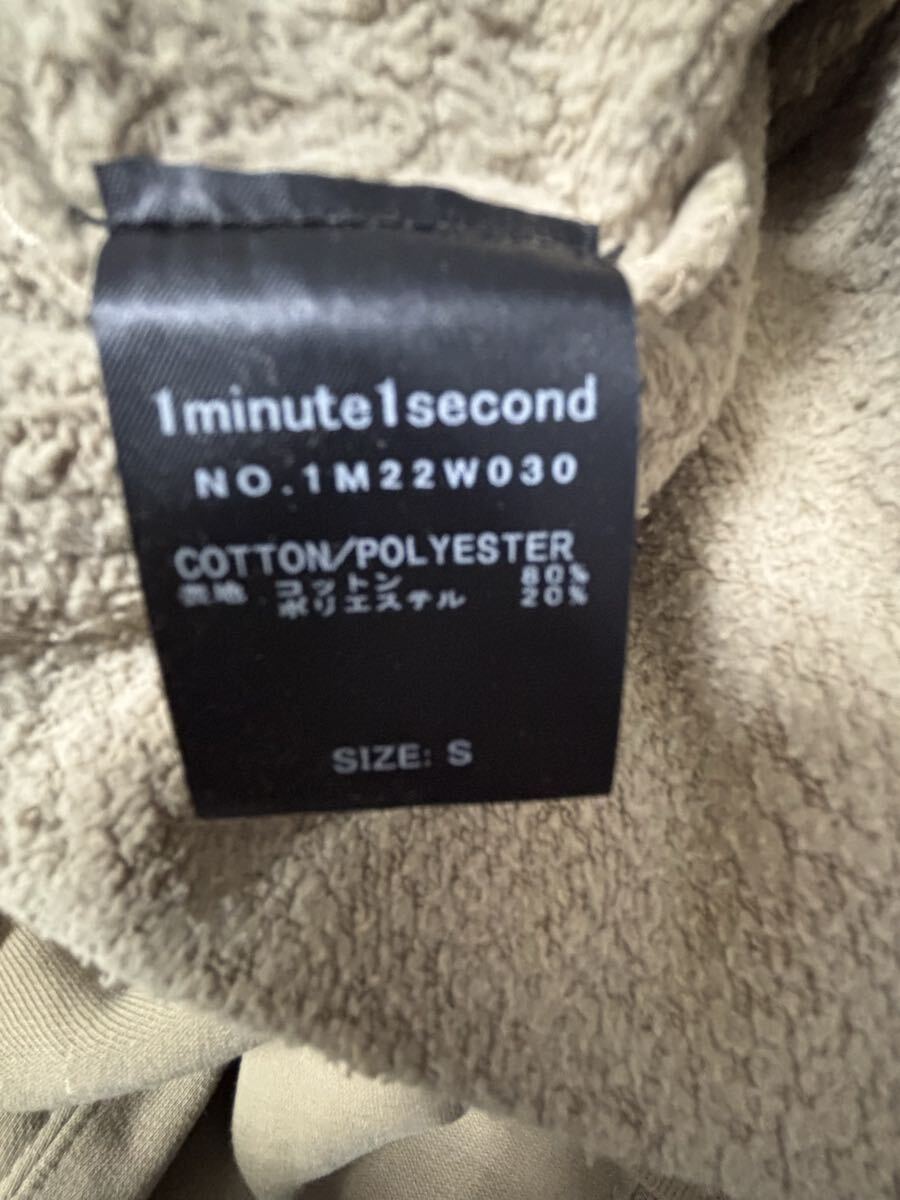 1minute1second
NO.1M22W030
COTTON/POLYESTER
表地 コットン 80%
ポリエステル 20%
SIZE: S